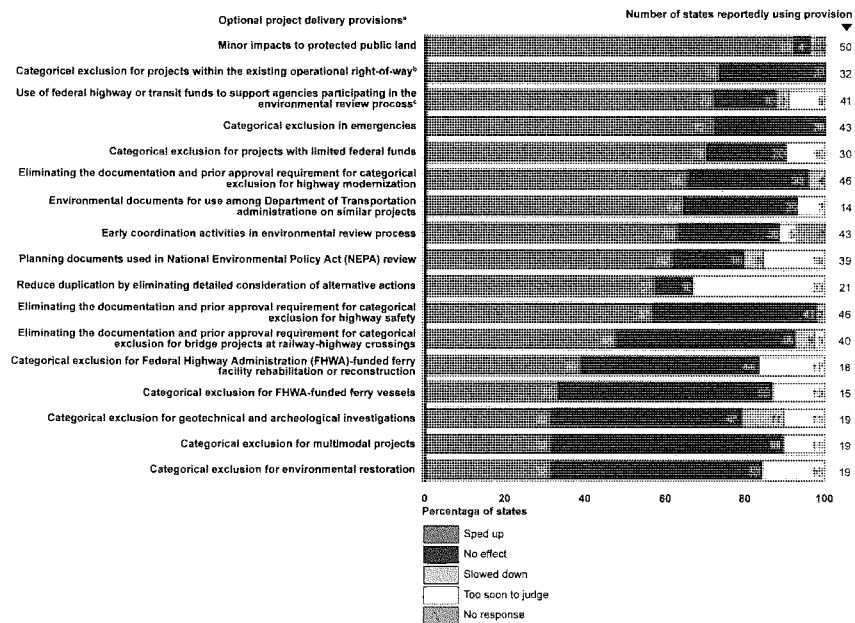 Optional project delivery provisionsᵃ
Number of states reportedly using provision
Minor impacts to protected public land
50
Categorical exclusion for projects within the existing operational right-of-wayᵇ
32
Use of federal highway or transit funds to support agencies participating in the
environmental review processᶜ
41
Categorical exclusion in emergencies
43
Categorical exclusion for projects with limited federal funds
30
Eliminating the documentation and prior approval requirement for categorical
exclusion for highway modernization
46
Environmental documents for use among Department of Transportation
administratione on similar projects
14
Early coordination activities in environmental review process
43
Planning documents used in National Environmental Policy Act (NEPA) review
39
Reduce duplication by eliminating detailed consideration of alternative actions
21
Eliminating the documentation and prior approval requirement for categorical
exclusion for highway safety
46
Eliminating the documentation and prior approval requirement for categorical
exclusion for bridge projects at railway-highway crossings
40
Categorical exclusion for Federal Highway Administration (FHWA)-funded ferry
facility rehabilitation or reconstruction
18
Categorical exclusion for FHWA-funded ferry vessels
15
Categorical exclusion for geotechnical and archeological investigations
19
Categorical exclusion for multimodal projects
19
Categorical exclusion for environmental restoration
19
0 20 40 60 80 100
Percentage of states
Sped up
No effect
Slowed down
Too soon to judge
No response